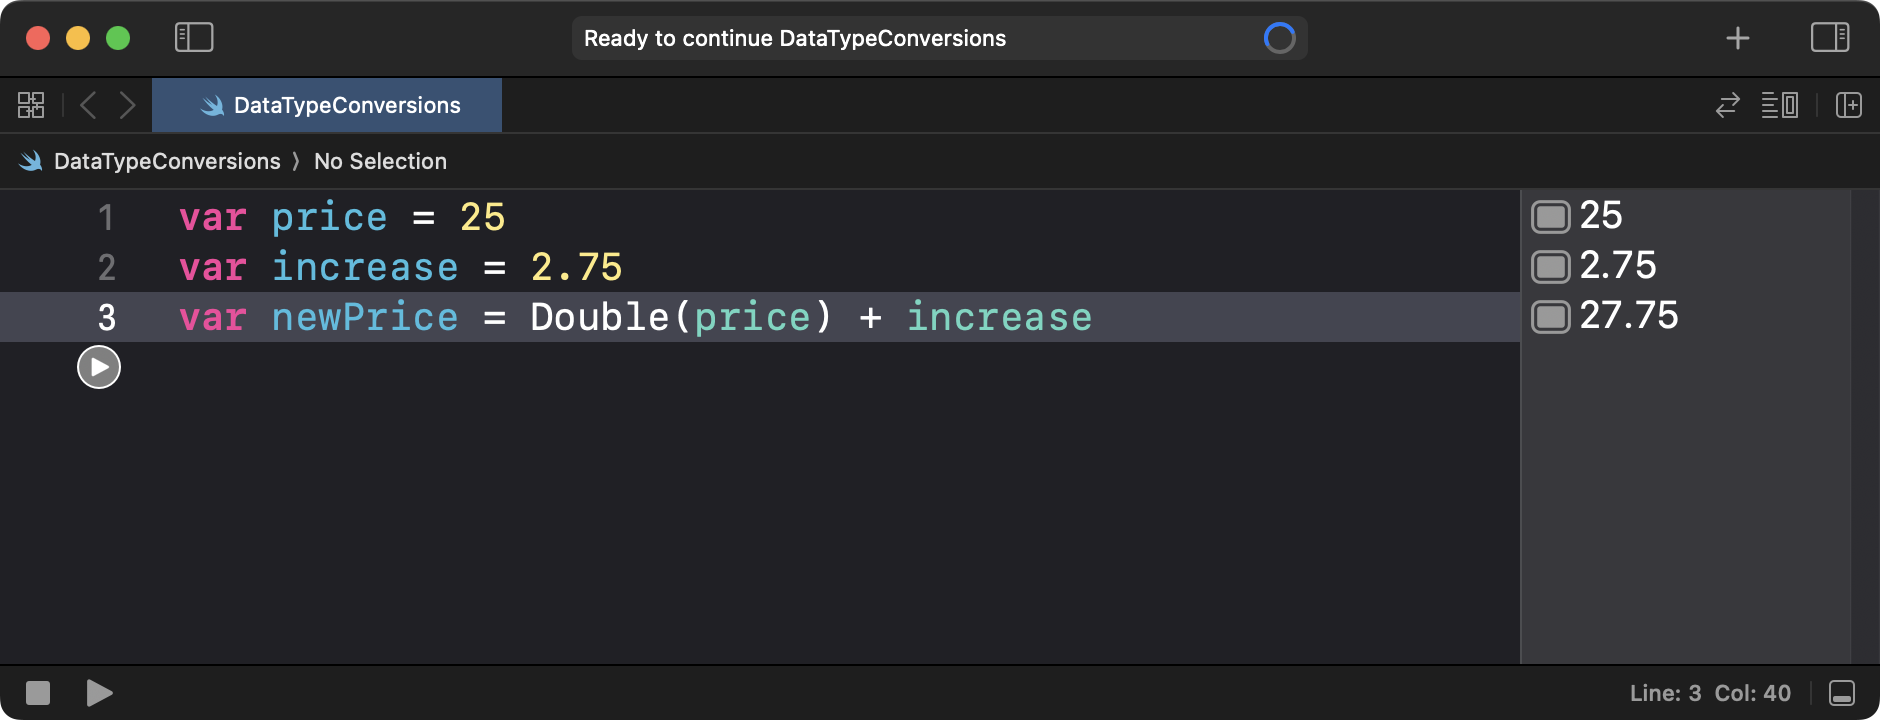 Ready to continue DataTypeConversions
DataTypeConversions
DataTypeConversions 〉 No Selection
1 var price = 25
25
2 var increase = 2.75
2.75
3 var newPrice = Double(price) + increase
27.75
Line: 3 Col: 40